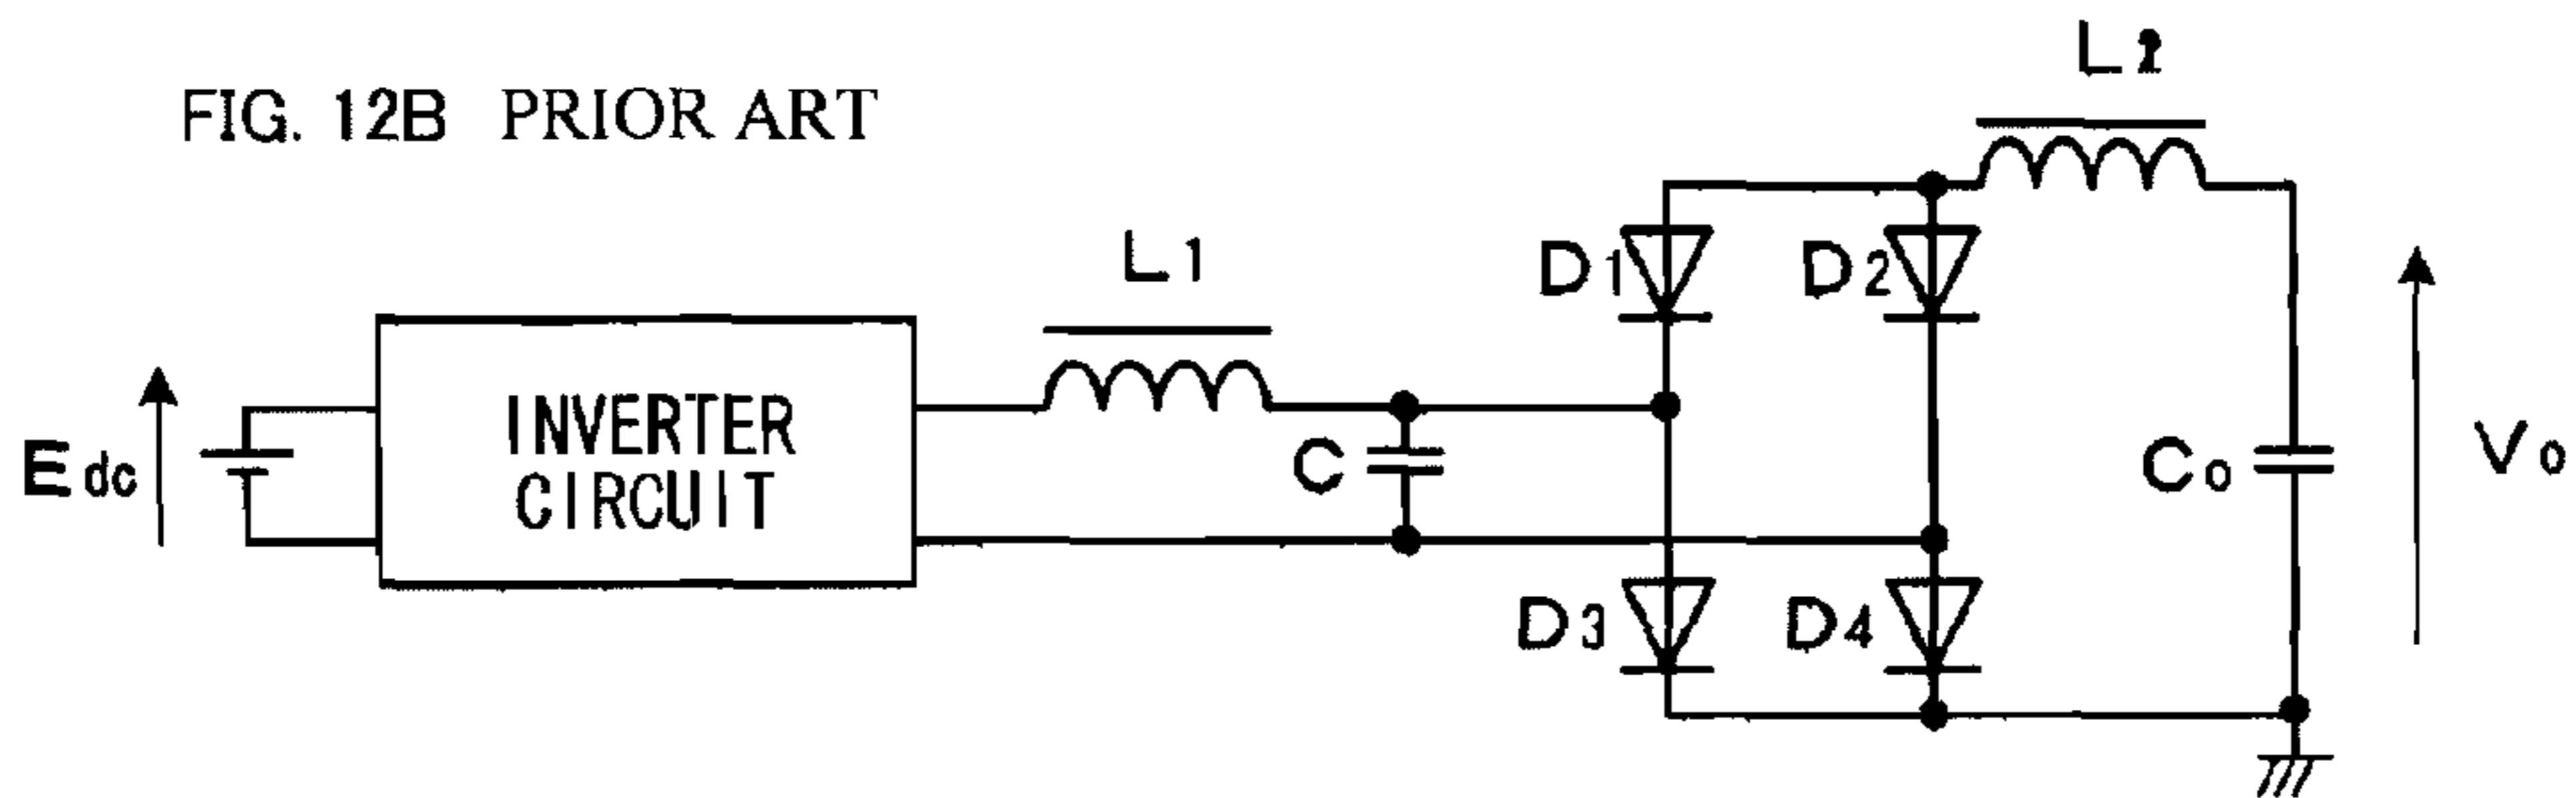 FIG. 12B PRIOR ART
L2
L1
D1
D2
Edc
INVERTER
CIRCUIT
C
Co
Vo
D3
D4